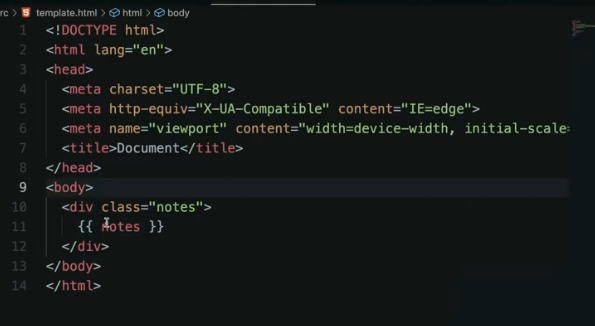 rc > template.html > html > body
1 <!DOCTYPE html>
2 <html lang="en">
3 <head>
4 <meta charset="UTF-8">
5 <meta http-equiv="X-UA-Compatible" content="IE=edge">
6 <meta name="viewport" content="width=device-width, initial-scale=
7 <title>Document</title>
8 </head>
9 <body>
10 <div class="notes">
11 {{ notes }}
12 </div>
13 </body>
14 </html>